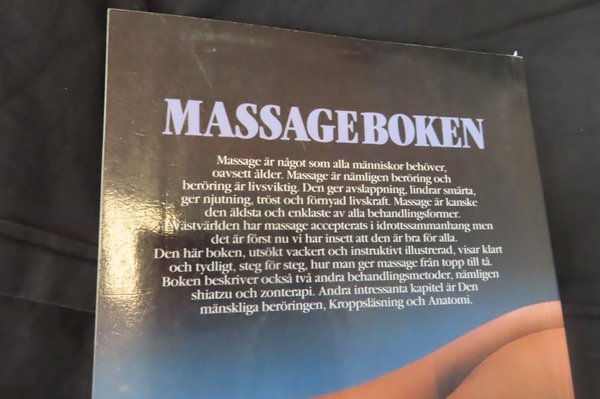 MASSAGEBOKEN
Massage är något som alla människor behöver,
oavsett ålder. Massage är nämligen beröring och
beröring är livsviktig. Den ger avslappning, lindrar smärta,
ger njutning, tröst och förnyad livskraft. Massage är kanske
den äldsta och enklaste av alla behandlingsformer.
I Västvärlden har massage accepterats i idrottssammanhang men
det är först nu vi har insett att den är bra för alla.
Den här boken, utsökt vackert och instruktivt illustrerad, visar klart
och tydligt, steg för steg, hur man ger massage från topp till tå.
Boken beskriver också två andra behandlingsmetoder, nämligen
shiatzu och zonterapi. Andra intressanta kapitel är Den
mänskliga beröringen, Kroppsläsning och Anatomi.